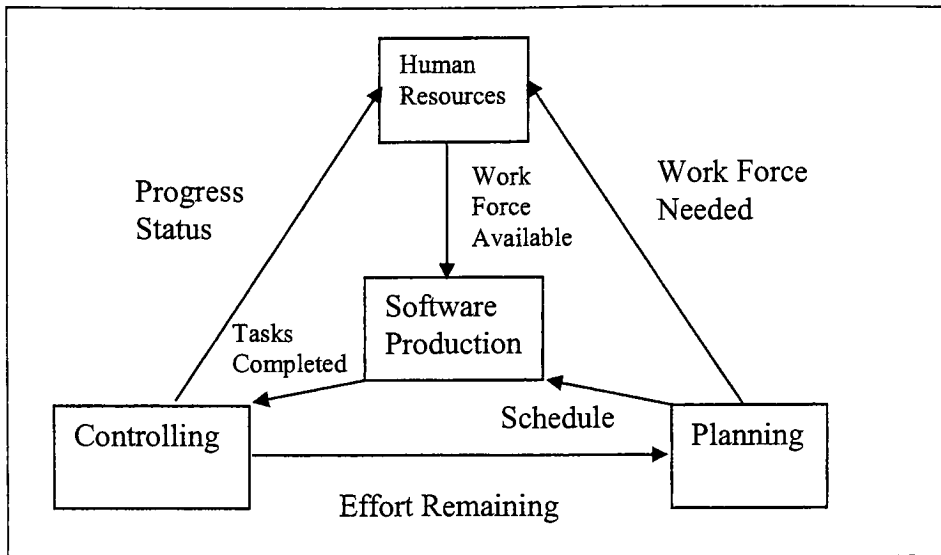 Human
Resources
Progress
Status
Work
Force
Available
Work Force
Needed
Software
Production
Tasks
Completed
Schedule
Controlling
Planning
Effort Remaining